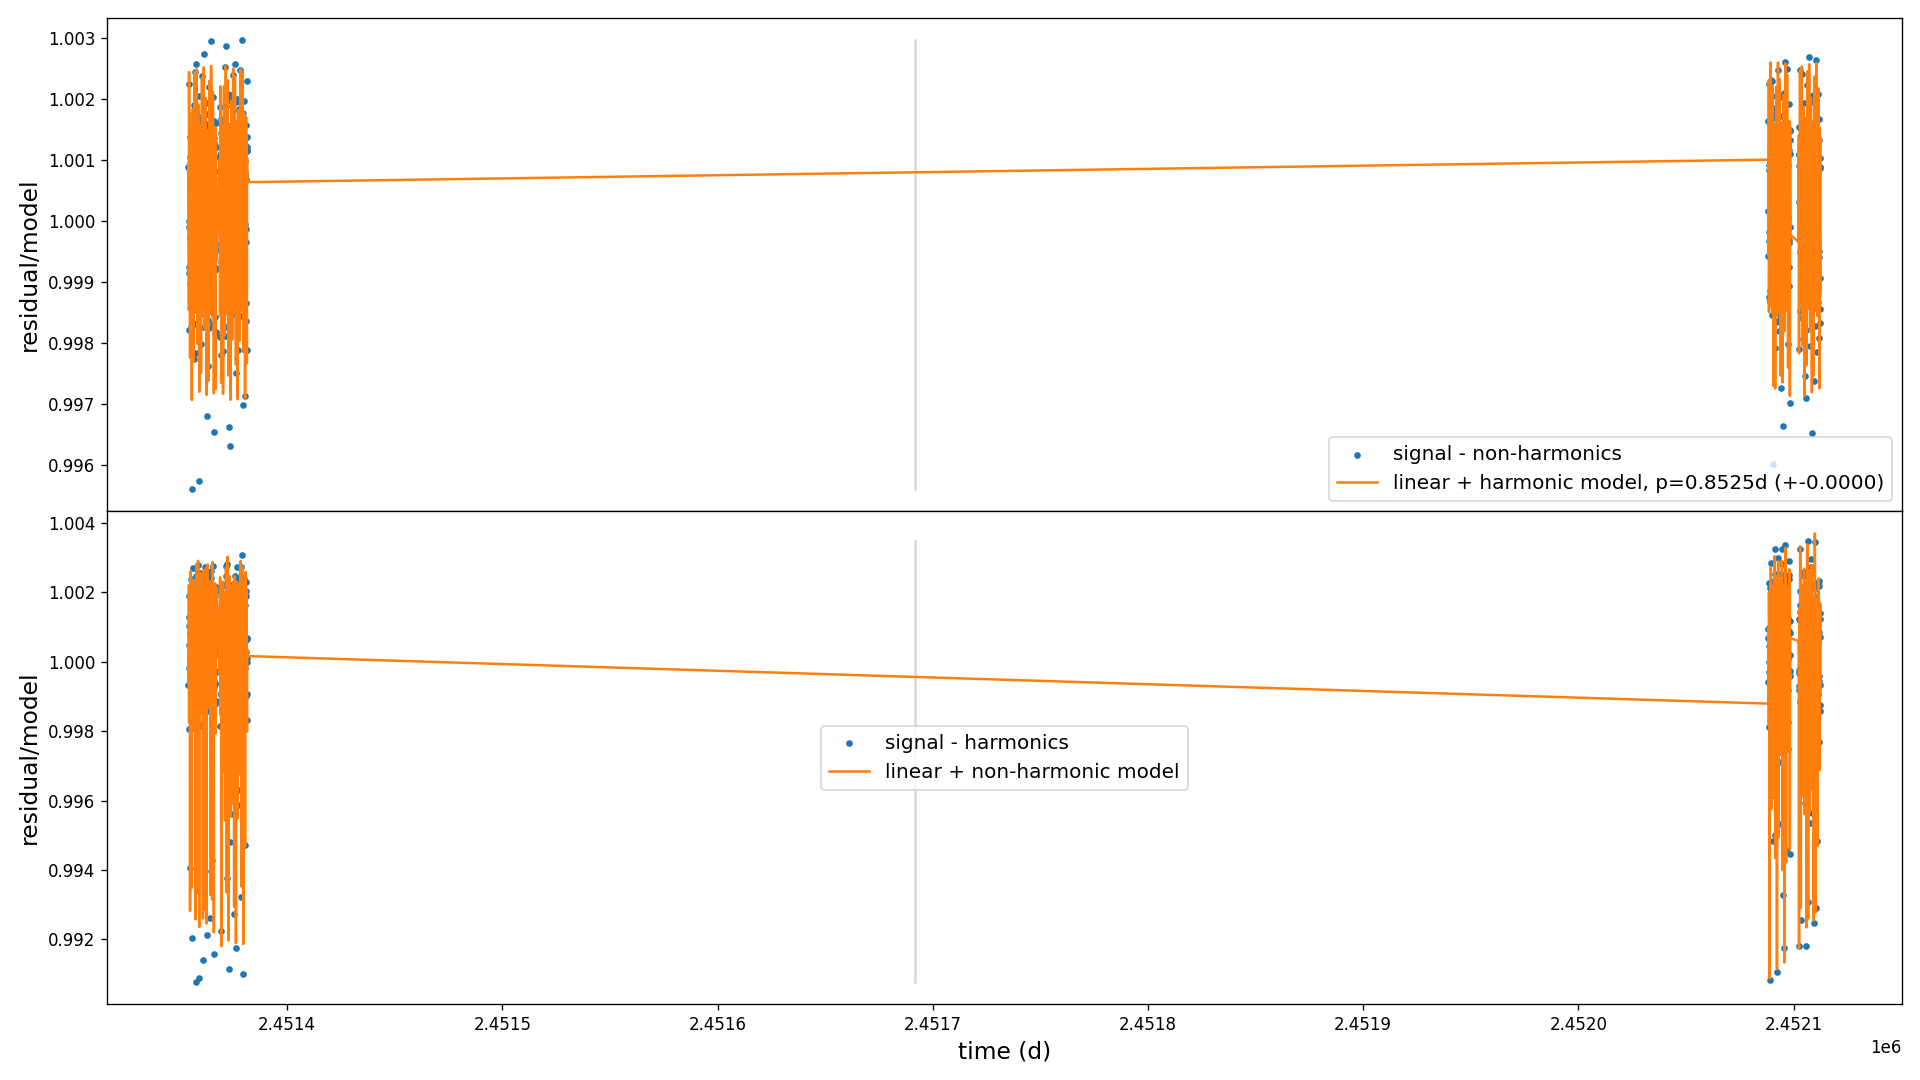 1.003
1.002
1.001
1.000
0.999
0.998
0.997
0.996
residual/model
signal - non-harmonics
linear + harmonic model, p=0.8525d (+-0.0000)
1.004
1.002
1.000
0.998
0.996
0.994
0.992
residual/model
signal - harmonics
linear + non-harmonic model
2.4514 2.4515 2.4516 2.4517 2.4518 2.4519 2.4520 2.4521
1e6
time (d)